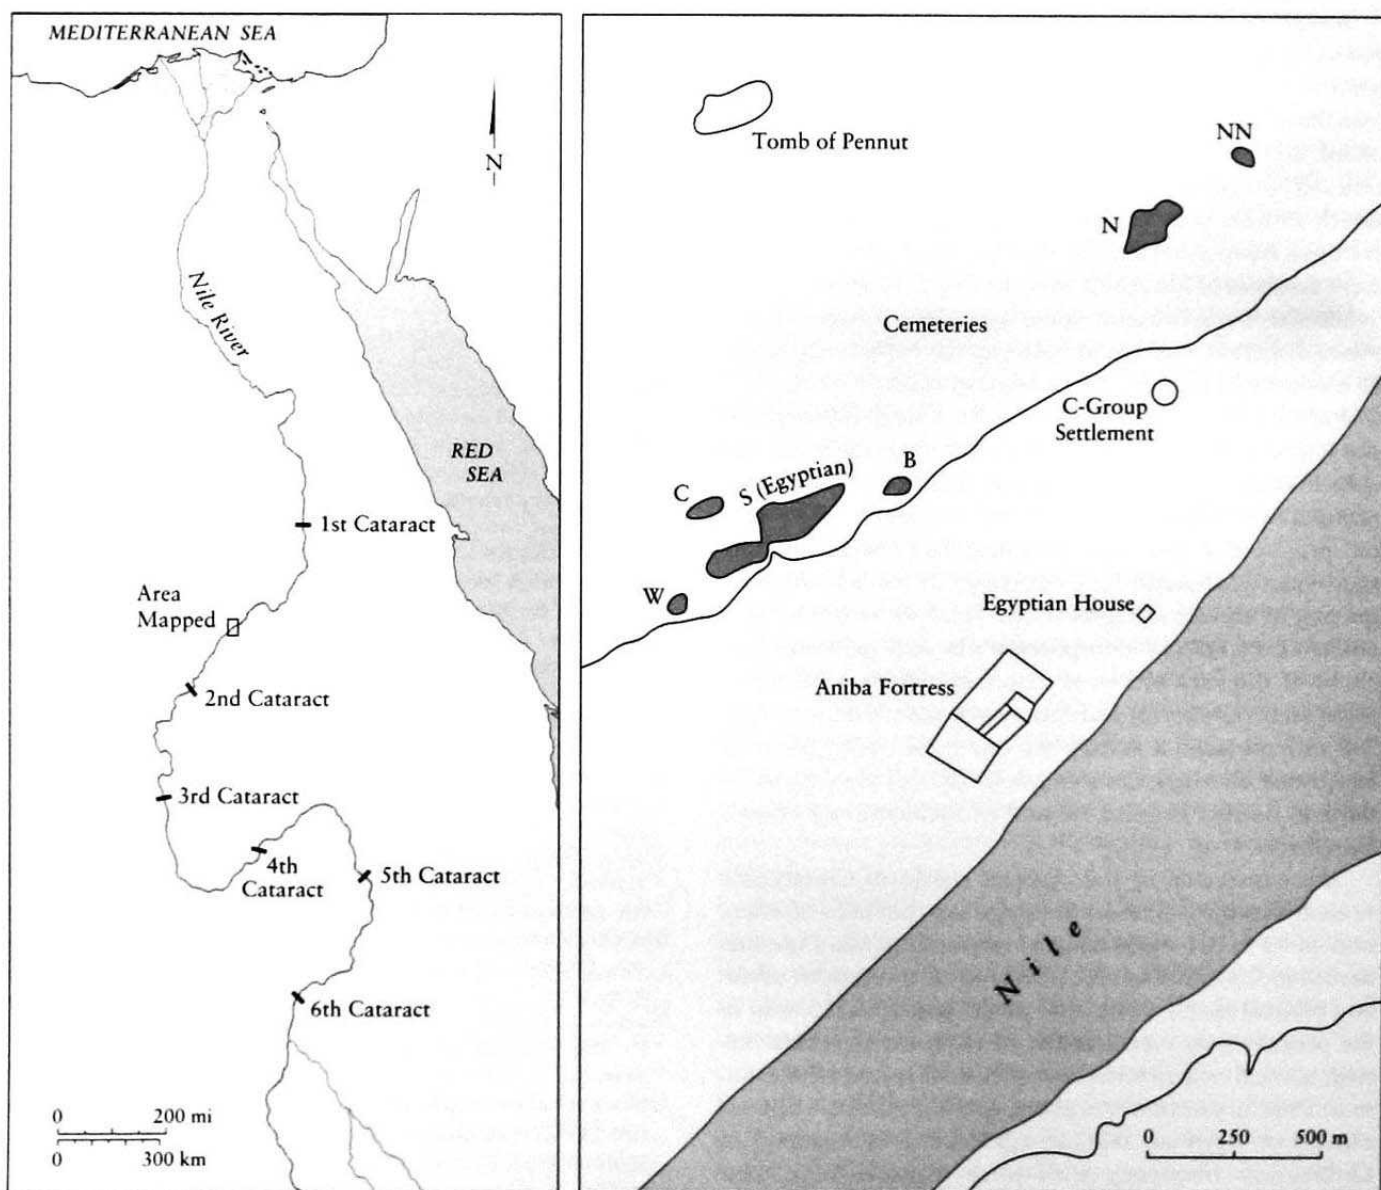 MEDITERRANEAN SEA
N
Nile River
RED
SEA
1st Cataract
Area
Mapped
2nd Cataract
3rd Cataract
4th
Cataract
5th Cataract
6th Cataract
0 200 mi
0 300 km
Tomb of Pennut
NN
N
Cemeteries
C-Group
Settlement
C
S (Egyptian)
B
W
Egyptian House
Aniba Fortress
Nile
0 250 500 m